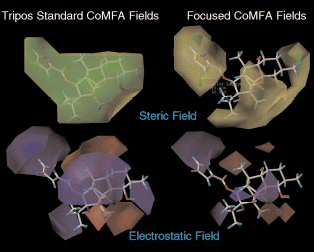 Tripos Standard CoMFA Fields
Focused CoMFA Fields
Steric Field
Electrostatic Field